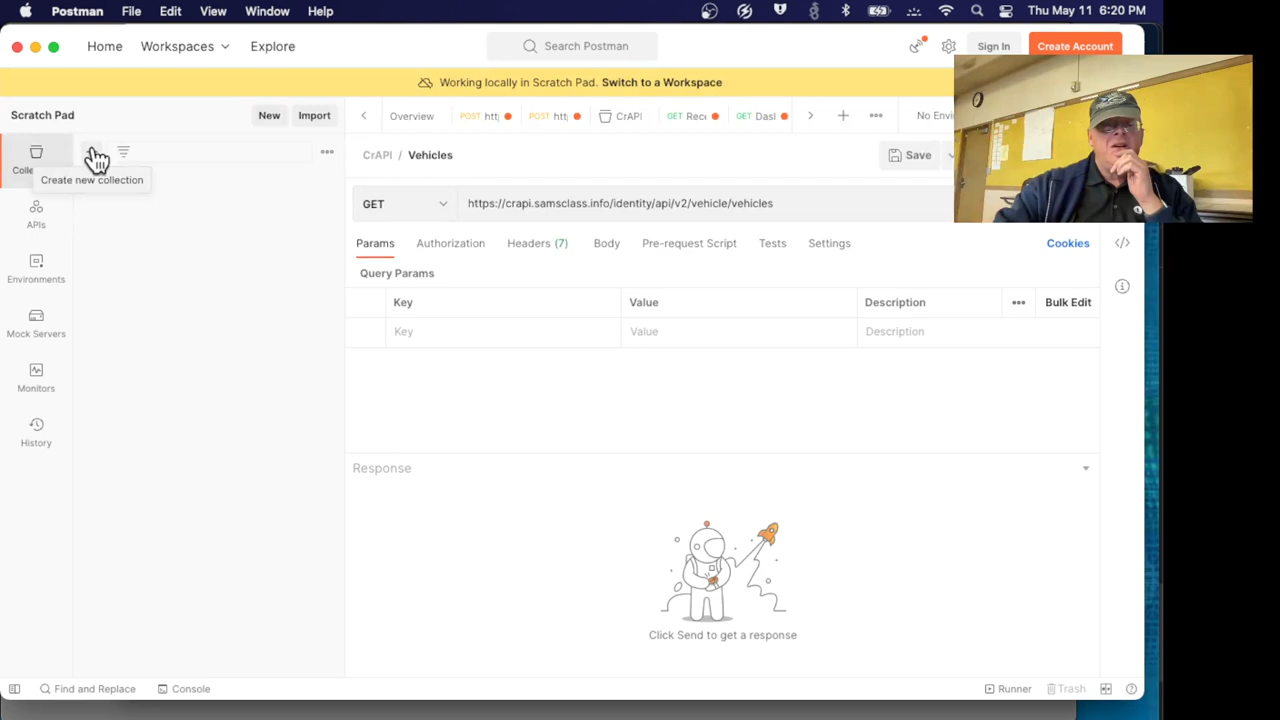 Postman File Edit View Window Help Thu May 11 6:20 PM
Home Workspaces Explore Search Postman Sign In Create Account
Working locally in Scratch Pad. Switch to a Workspace
Scratch Pad New Import Overview POST htt POST htt CrAPI GET Rece GET Dasl No Envi
CrAPI / Vehicles Save
Colle
Create new collection
GET https://crapi.samsclass.info/identity/api/v2/vehicle/vehicles
APIs
Params Authorization Headers (7) Body Pre-request Script Tests Settings Cookies
Query Params
Environments
Key Value Description Bulk Edit
Key Value Description
Mock Servers
Monitors
History
Response
Click Send to get a response
Find and Replace Console Runner Trash